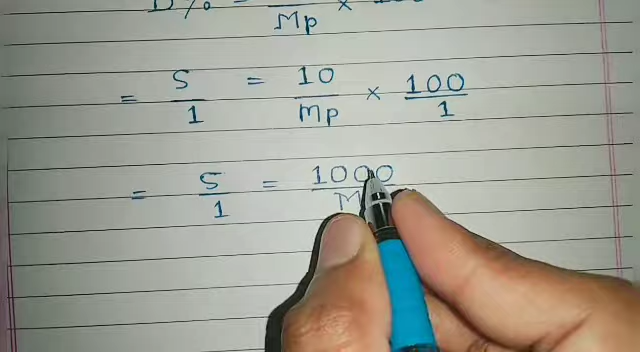 D% = Mp ×
= 5/1 = 10/Mp × 100/1
= 5/1 = 1000/M